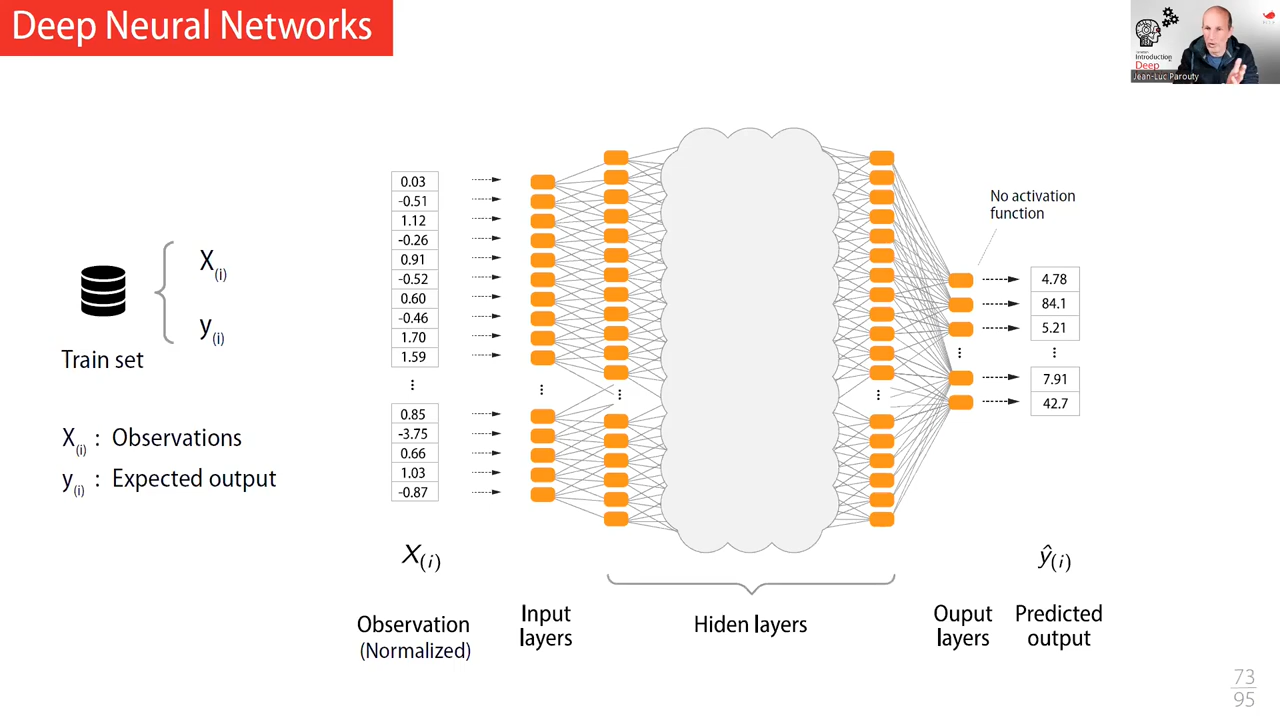 Deep Neural Networks
Introduction
Deep
Jean-Luc Parouty
Train set
X(i)
y(i)
X(i) : Observations
y(i) : Expected output
0.03
-0.51
1.12
-0.26
0.91
-0.52
0.60
-0.46
1.70
1.59
⋮
0.85
-3.75
0.66
1.03
-0.87
X(i)
Observation
(Normalized)
⋮
Input
layers
⋮
⋮
Hiden layers
No activation
function
⋮
Ouput
layers
4.78
84.1
5.21
⋮
7.91
42.7
ŷ(i)
Predicted
output
73
95